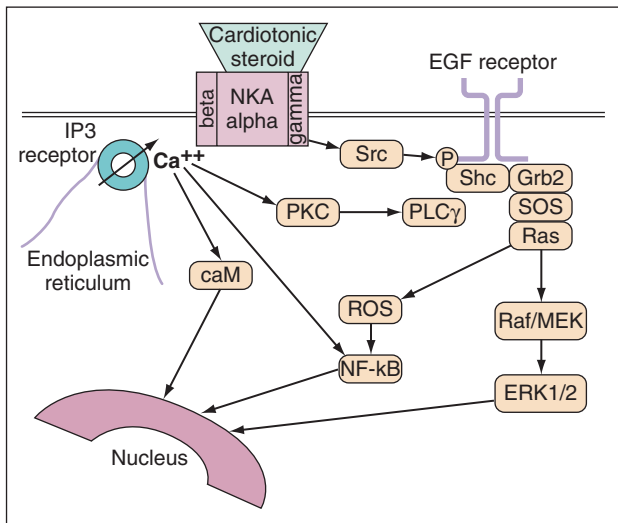 Cardiotonic
steroid
beta
NKA
alpha
gamma
EGF receptor
IP3
receptor
Ca++
Src
P
Shc
Grb2
SOS
Ras
PKC
PLCγ
Endoplasmic
reticulum
caM
ROS
Raf/MEK
NF-kB
ERK1/2
Nucleus